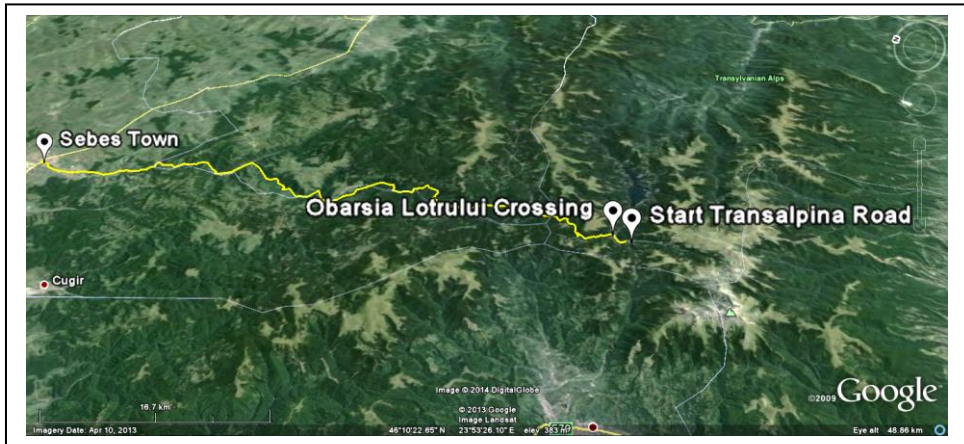 Transylvanian Alps
Sebes Town
Obarsia Lotrului Crossing
Start Transalpina Road
Cugir
Image © 2014 DigitalGlobe
© 2013 Google
Image Landsat
16.7 km
©2009 Google
Imagery Date: Apr 10, 2013
46°10'22.65" N 23°53'26.10" E elev 383 m
Eye alt 48.86 km